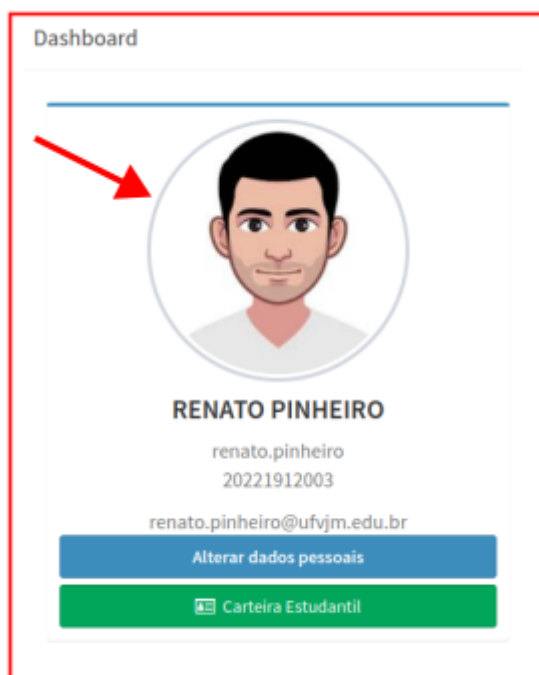 Dashboard
RENATO PINHEIRO
renato.pinheiro
20221912003
renato.pinheiro@ufvjm.edu.br
Alterar dados pessoais
Carteira Estudantil